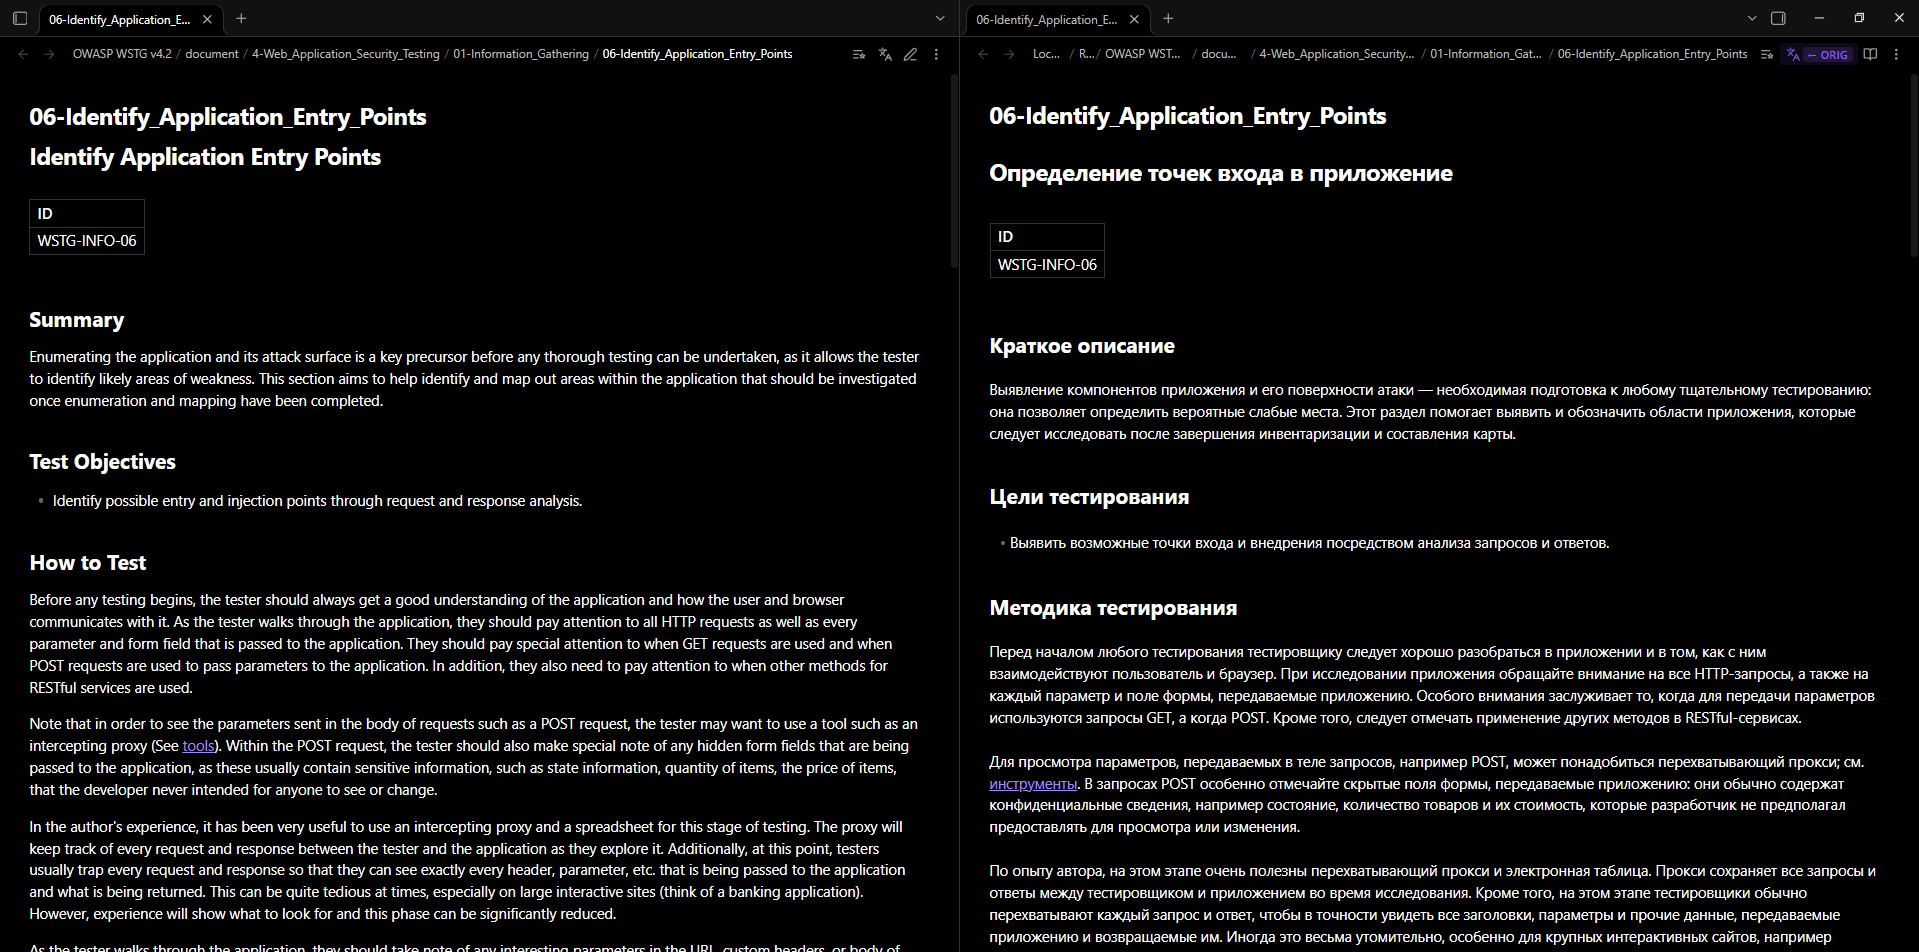 06-Identify_Application_E...
OWASP WSTG v4.2 / document / 4-Web_Application_Security_Testing / 01-Information_Gathering / 06-Identify_Application_Entry_Points
06-Identify_Application_Entry_Points
Identify Application Entry Points
ID
WSTG-INFO-06
Summary
Enumerating the application and its attack surface is a key precursor before any thorough testing can be undertaken, as it allows the tester
to identify likely areas of weakness. This section aims to help identify and map out areas within the application that should be investigated
once enumeration and mapping have been completed.
Test Objectives
• Identify possible entry and injection points through request and response analysis.
How to Test
Before any testing begins, the tester should always get a good understanding of the application and how the user and browser
communicates with it. As the tester walks through the application, they should pay attention to all HTTP requests as well as every
parameter and form field that is passed to the application. They should pay special attention to when GET requests are used and when
POST requests are used to pass parameters to the application. In addition, they also need to pay attention to when other methods for
RESTful services are used.
Note that in order to see the parameters sent in the body of requests such as a POST request, the tester may want to use a tool such as an
intercepting proxy (See tools). Within the POST request, the tester should also make special note of any hidden form fields that are being
passed to the application, as these usually contain sensitive information, such as state information, quantity of items, the price of items,
that the developer never intended for anyone to see or change.
In the author's experience, it has been very useful to use an intercepting proxy and a spreadsheet for this stage of testing. The proxy will
keep track of every request and response between the tester and the application as they explore it. Additionally, at this point, testers
usually trap every request and response so that they can see exactly every header, parameter, etc. that is being passed to the application
and what is being returned. This can be quite tedious at times, especially on large interactive sites (think of a banking application).
However, experience will show what to look for and this phase can be significantly reduced.
As the tester walks through the application, they should take note of any interesting parameters in the URL, custom headers, or body of
06-Identify_Application_E...
Loc... / R... / OWASP WST... / docu... / 4-Web_Application_Security... / 01-Information_Gat... / 06-Identify_Application_Entry_Points
← ORIG
06-Identify_Application_Entry_Points
Определение точек входа в приложение
ID
WSTG-INFO-06
Краткое описание
Выявление компонентов приложения и его поверхности атаки — необходимая подготовка к любому тщательному тестированию:
она позволяет определить вероятные слабые места. Этот раздел помогает выявить и обозначить области приложения, которые
следует исследовать после завершения инвентаризации и составления карты.
Цели тестирования
• Выявить возможные точки входа и внедрения посредством анализа запросов и ответов.
Методика тестирования
Перед началом любого тестирования тестировщику следует хорошо разобраться в приложении и в том, как с ним
взаимодействуют пользователь и браузер. При исследовании приложения обращайте внимание на все HTTP-запросы, а также на
каждый параметр и поле формы, передаваемые приложению. Особого внимания заслуживает то, когда для передачи параметров
используются запросы GET, а когда POST. Кроме того, следует отмечать применение других методов в RESTful-сервисах.
Для просмотра параметров, передаваемых в теле запросов, например POST, может понадобиться перехватывающий прокси; см.
инструменты. В запросах POST особенно отмечайте скрытые поля формы, передаваемые приложению: они обычно содержат
конфиденциальные сведения, например состояние, количество товаров и их стоимость, которые разработчик не предполагал
предоставлять для просмотра или изменения.
По опыту автора, на этом этапе очень полезны перехватывающий прокси и электронная таблица. Прокси сохраняет все запросы и
ответы между тестировщиком и приложением во время исследования. Кроме того, на этом этапе тестировщики обычно
перехватывают каждый запрос и ответ, чтобы в точности увидеть все заголовки, параметры и прочие данные, передаваемые
приложению и возвращаемые им. Иногда это весьма утомительно, особенно для крупных интерактивных сайтов, например